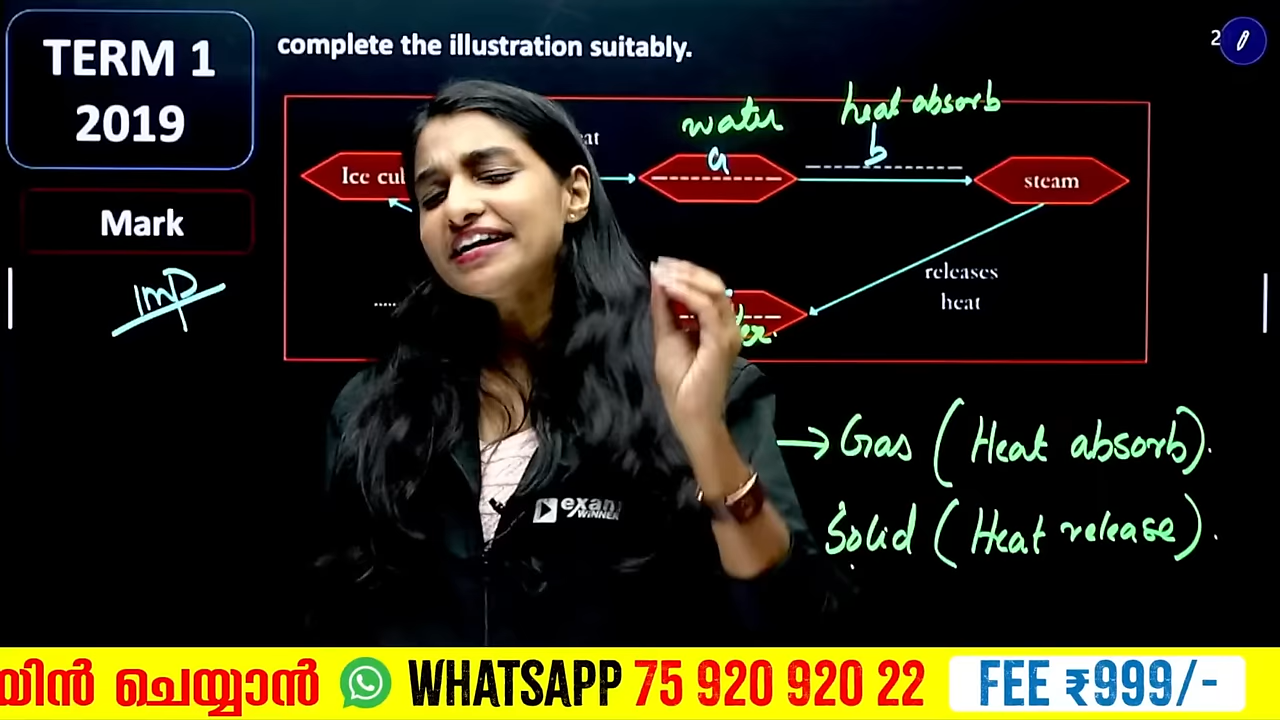 TERM 1
2019
complete the illustration suitably.
2
Mark
Imp
water
heat absorb
a
b
Ice
steam
releases
heat
.....
→ Gas (Heat absorb).
Solid (Heat release).
exam
WINNER
ചെയ്യാൻ WHATSAPP 75 920 920 22 FEE ₹999/-